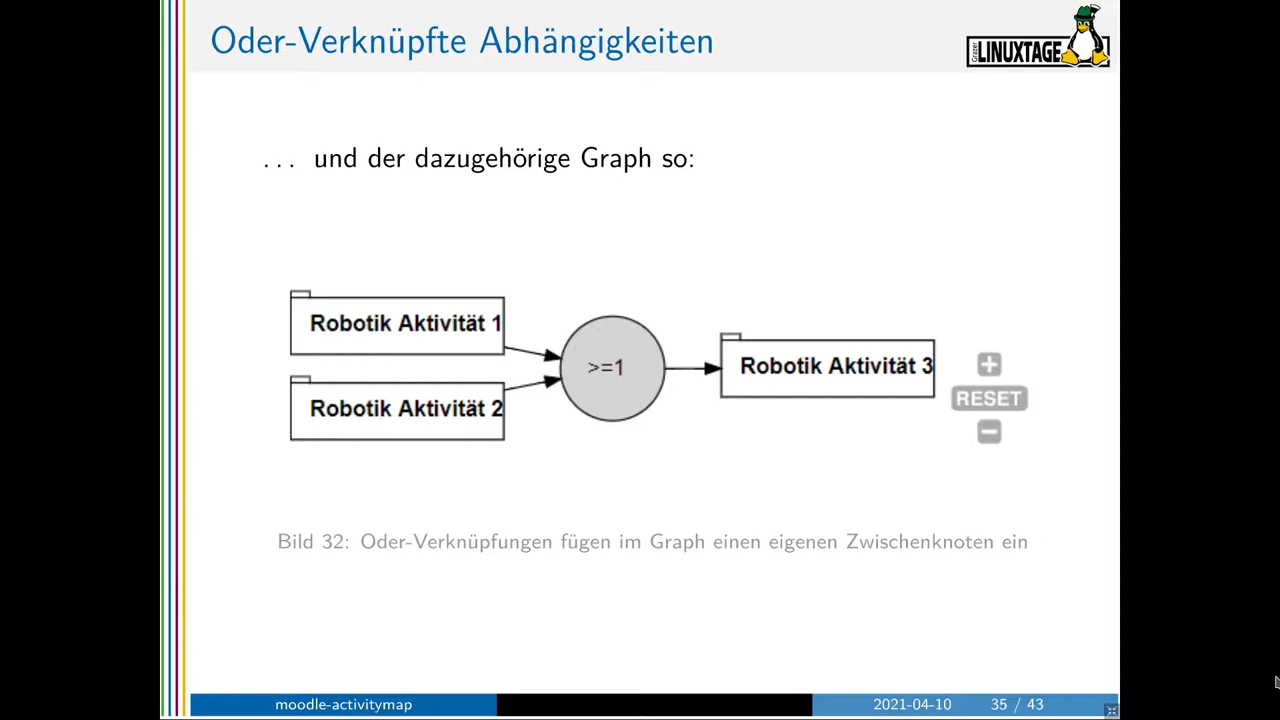 Oder-Verknüpfte Abhängigkeiten
Grazer
LINUXTAGE
... und der dazugehörige Graph so:
Robotik Aktivität 1
Robotik Aktivität 2
>=1
Robotik Aktivität 3
RESET
Bild 32: Oder-Verknüpfungen fügen im Graph einen eigenen Zwischenknoten ein
moodle-activitymap
2021-04-10
35 / 43